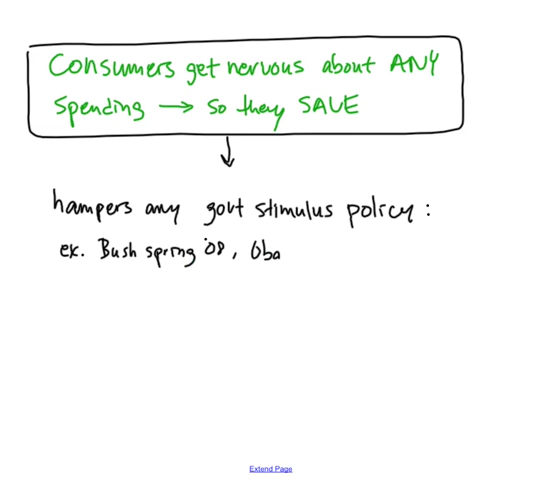 Consumers get nervous about ANY
spending → so they SAVE
↓
hampers any govt stimulus policy:
ex. Bush spring '08, Oba
Extend Page